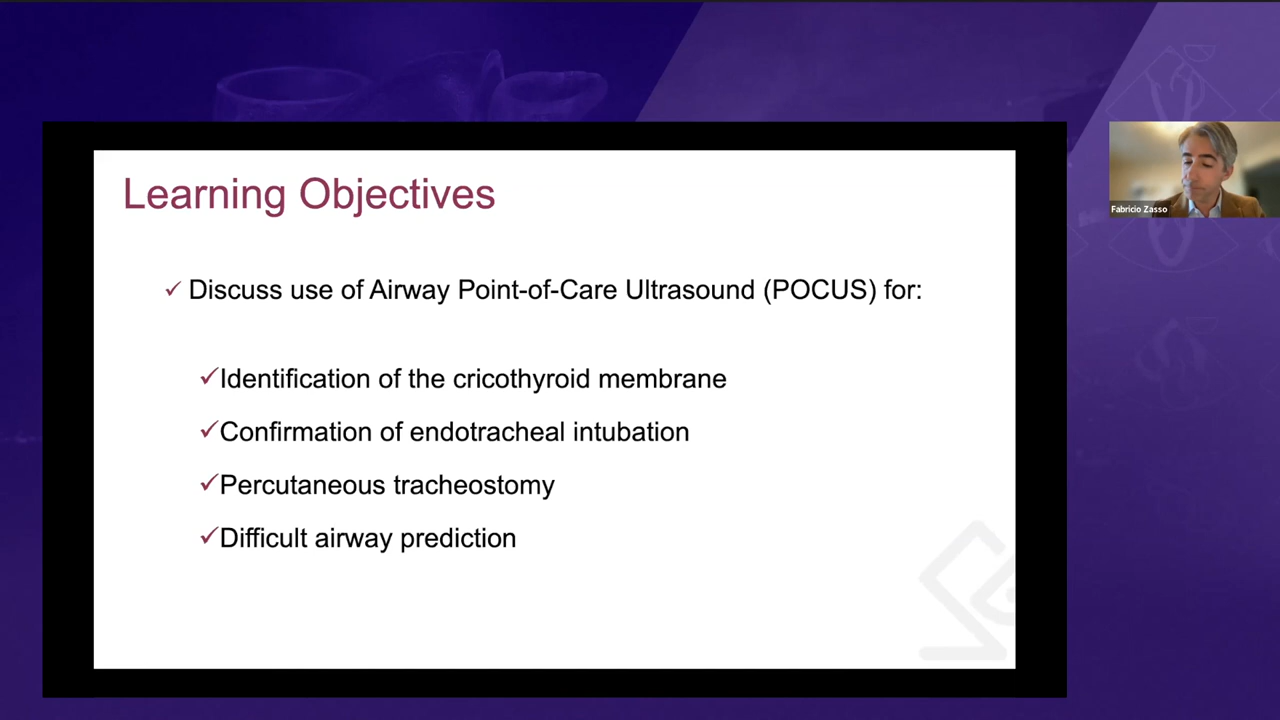 Learning Objectives
Discuss use of Airway Point-of-Care Ultrasound (POCUS) for:
Identification of the cricothyroid membrane
Confirmation of endotracheal intubation
Percutaneous tracheostomy
Difficult airway prediction
Fabricio Zasso